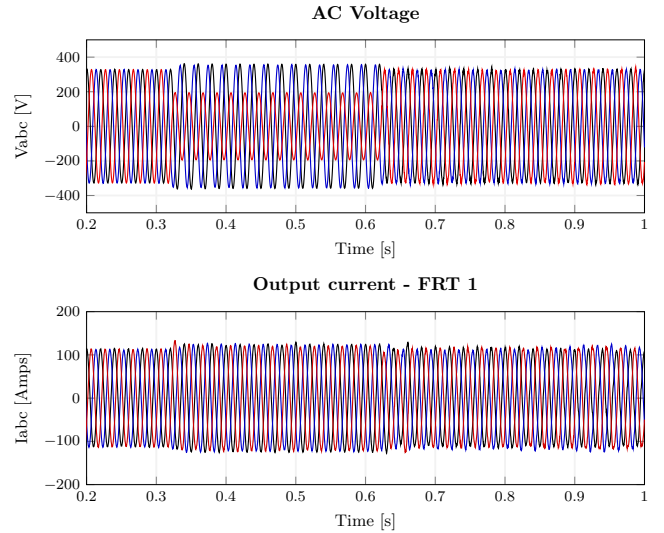 AC Voltage
400
200
0
−200
−400
Vabc [V]
0.2 0.3 0.4 0.5 0.6 0.7 0.8 0.9 1
Time [s]
Output current - FRT 1
200
100
0
−100
−200
Iabc [Amps]
0.2 0.3 0.4 0.5 0.6 0.7 0.8 0.9 1
Time [s]